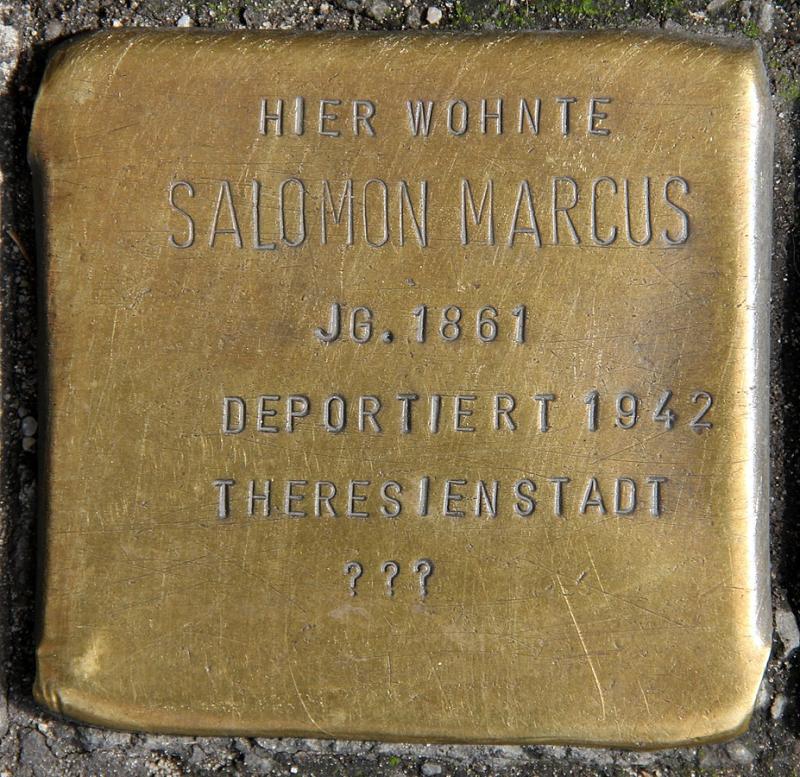 HIER WOHNTE
SALOMON MARCUS
JG. 1861
DEPORTIERT 1942
THERESIENSTADT
???